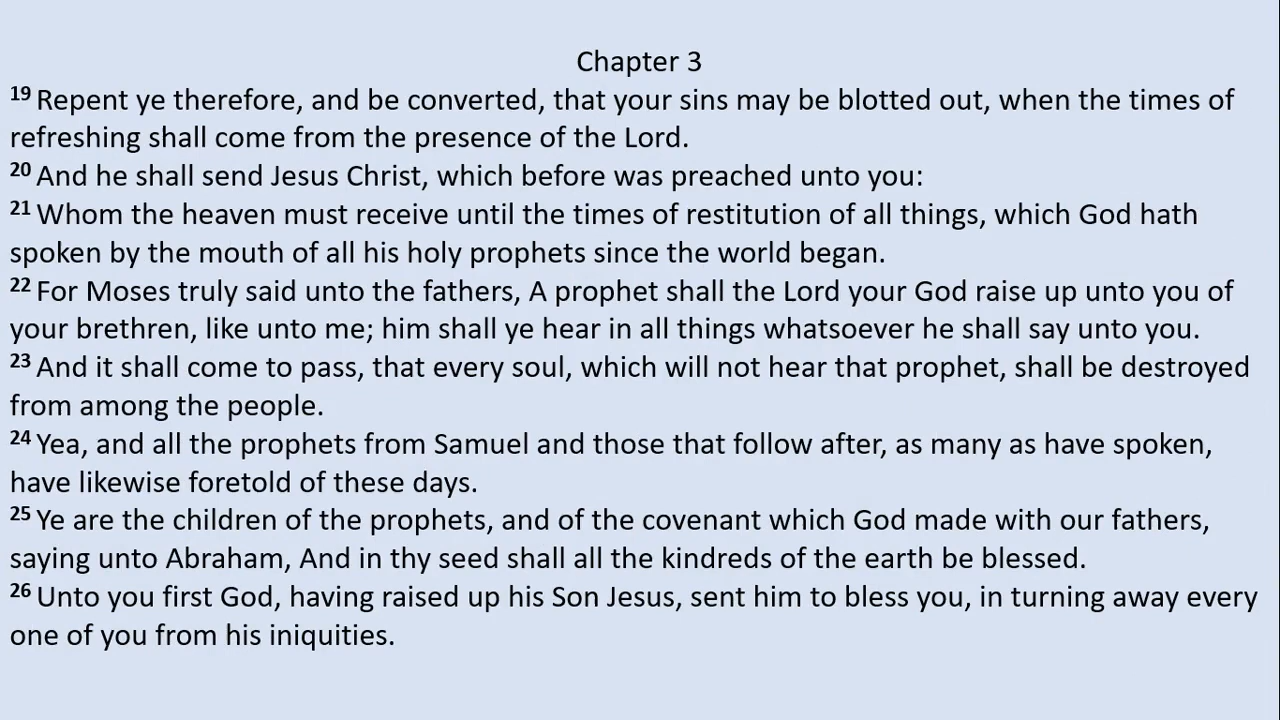 Chapter 3
19 Repent ye therefore, and be converted, that your sins may be blotted out, when the times of
refreshing shall come from the presence of the Lord.
20 And he shall send Jesus Christ, which before was preached unto you:
21 Whom the heaven must receive until the times of restitution of all things, which God hath
spoken by the mouth of all his holy prophets since the world began.
22 For Moses truly said unto the fathers, A prophet shall the Lord your God raise up unto you of
your brethren, like unto me; him shall ye hear in all things whatsoever he shall say unto you.
23 And it shall come to pass, that every soul, which will not hear that prophet, shall be destroyed
from among the people.
24 Yea, and all the prophets from Samuel and those that follow after, as many as have spoken,
have likewise foretold of these days.
25 Ye are the children of the prophets, and of the covenant which God made with our fathers,
saying unto Abraham, And in thy seed shall all the kindreds of the earth be blessed.
26 Unto you first God, having raised up his Son Jesus, sent him to bless you, in turning away every
one of you from his iniquities.